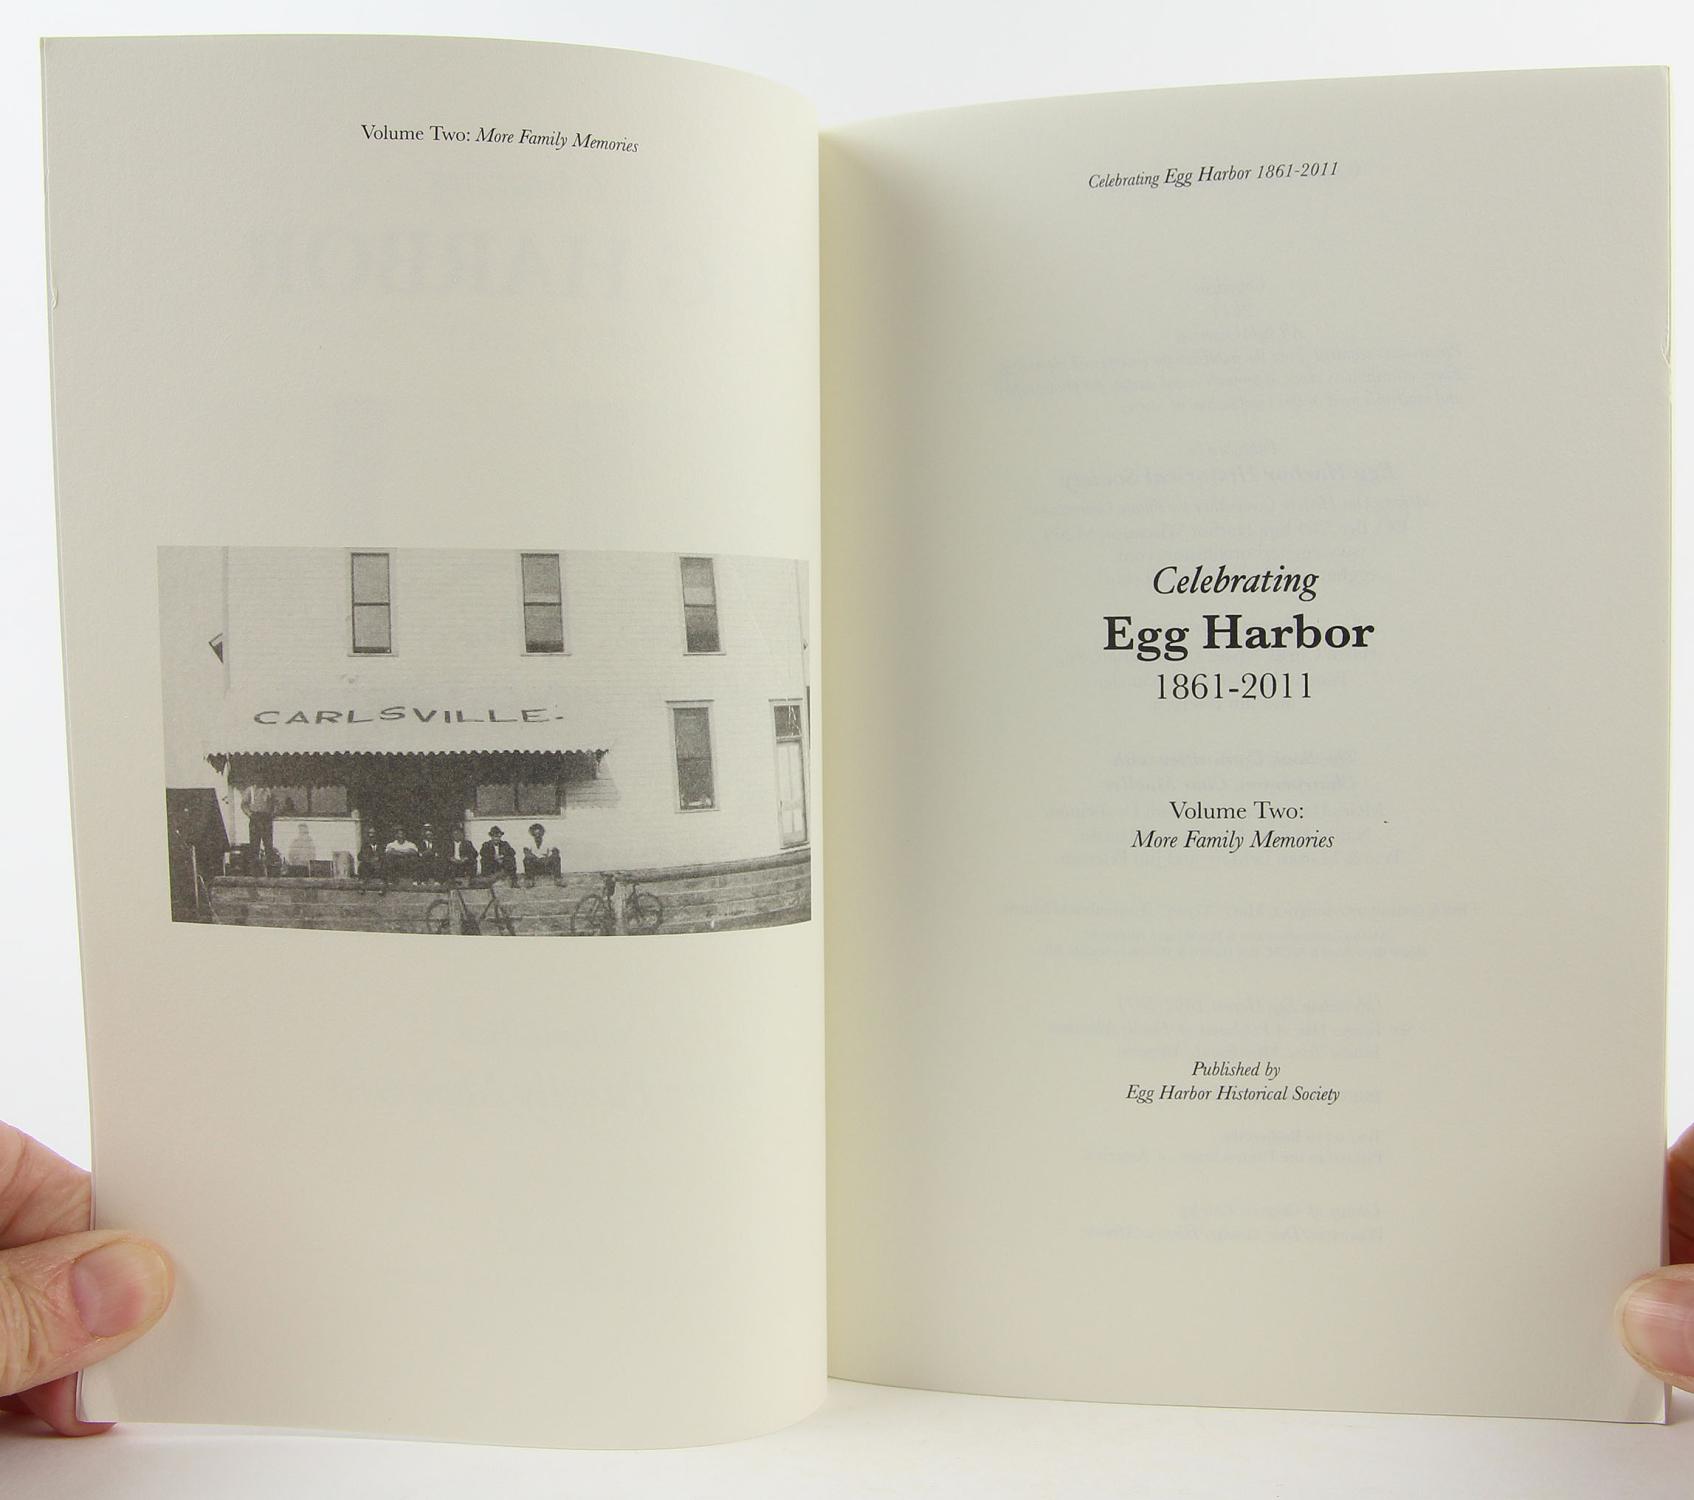 Volume Two: More Family Memories
CARLSVILLE.
Celebrating Egg Harbor 1861-2011
Celebrating
Egg Harbor
1861-2011
Volume Two:
More Family Memories
Published by
Egg Harbor Historical Society